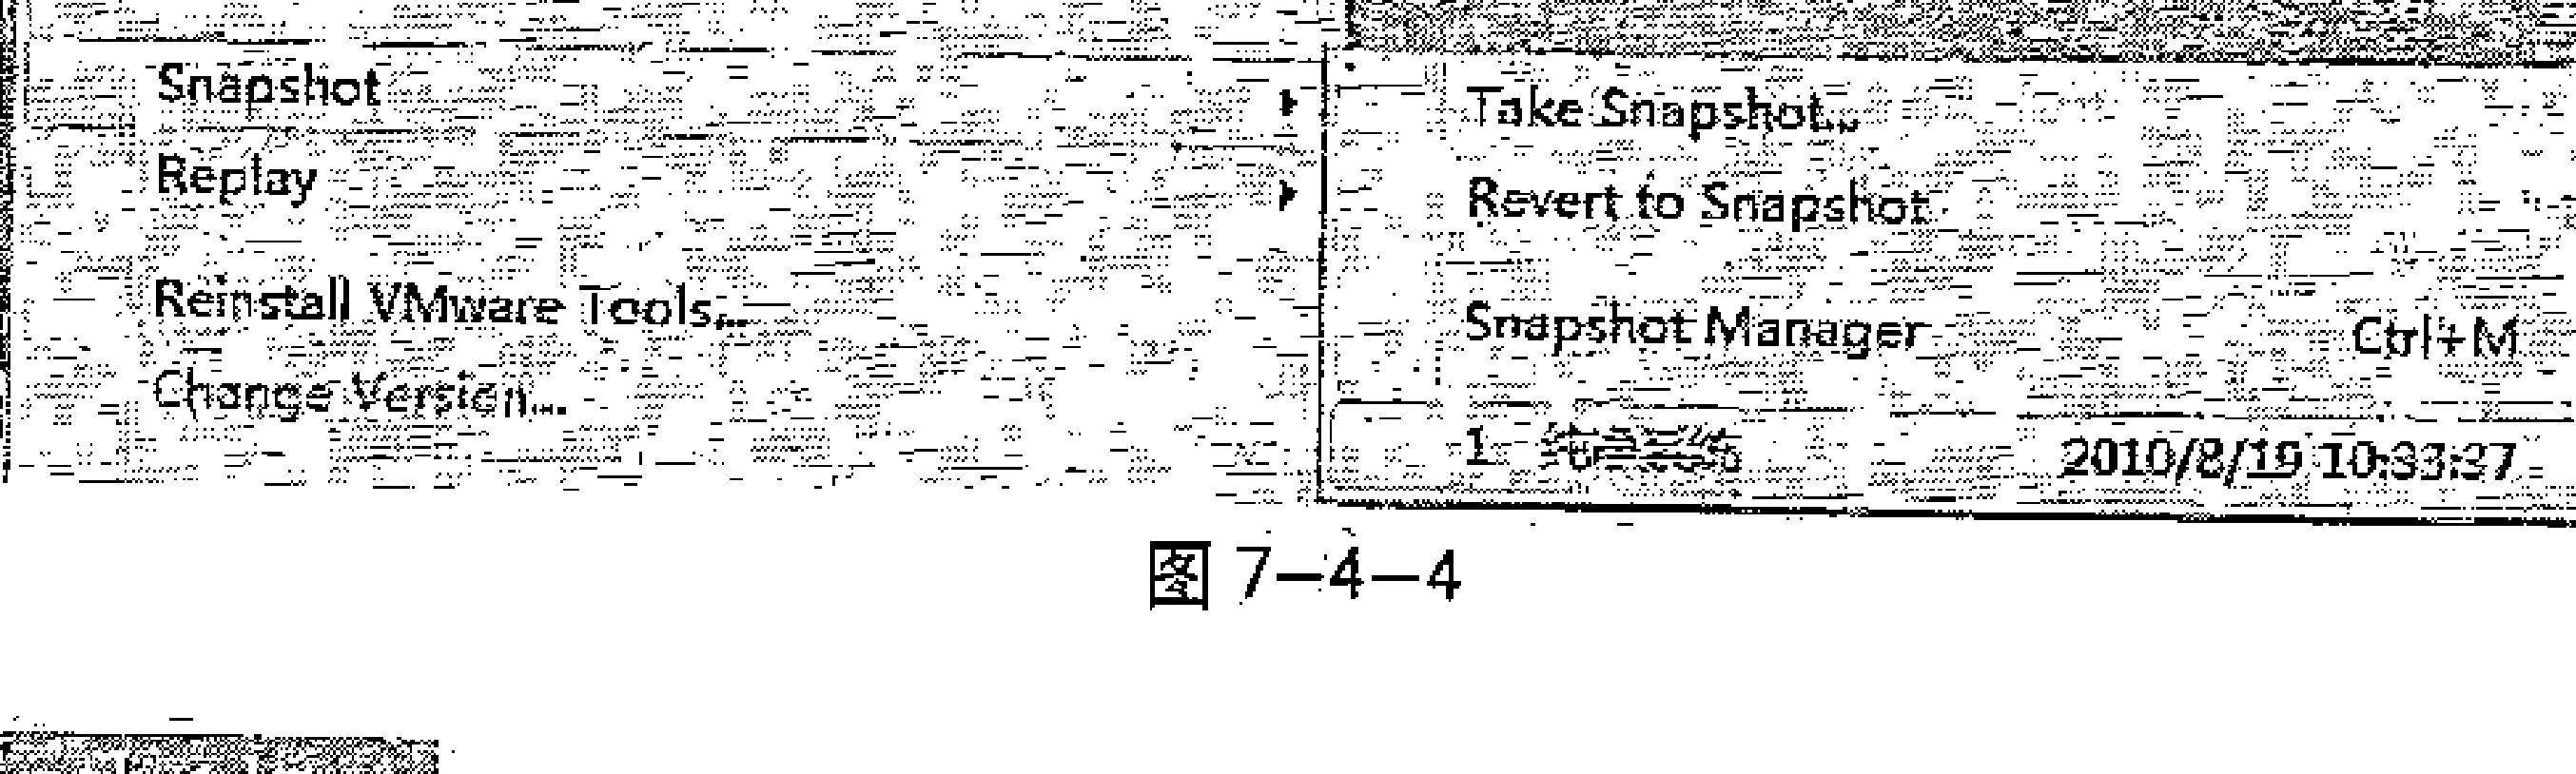 Snapshot
Replay
Reinstall VMware Tools...
Change Version...
Take Snapshot...
Revert to Snapshot
Snapshot Manager Ctrl+M
1 2010/8/19 10:33:27
图 7-4-4